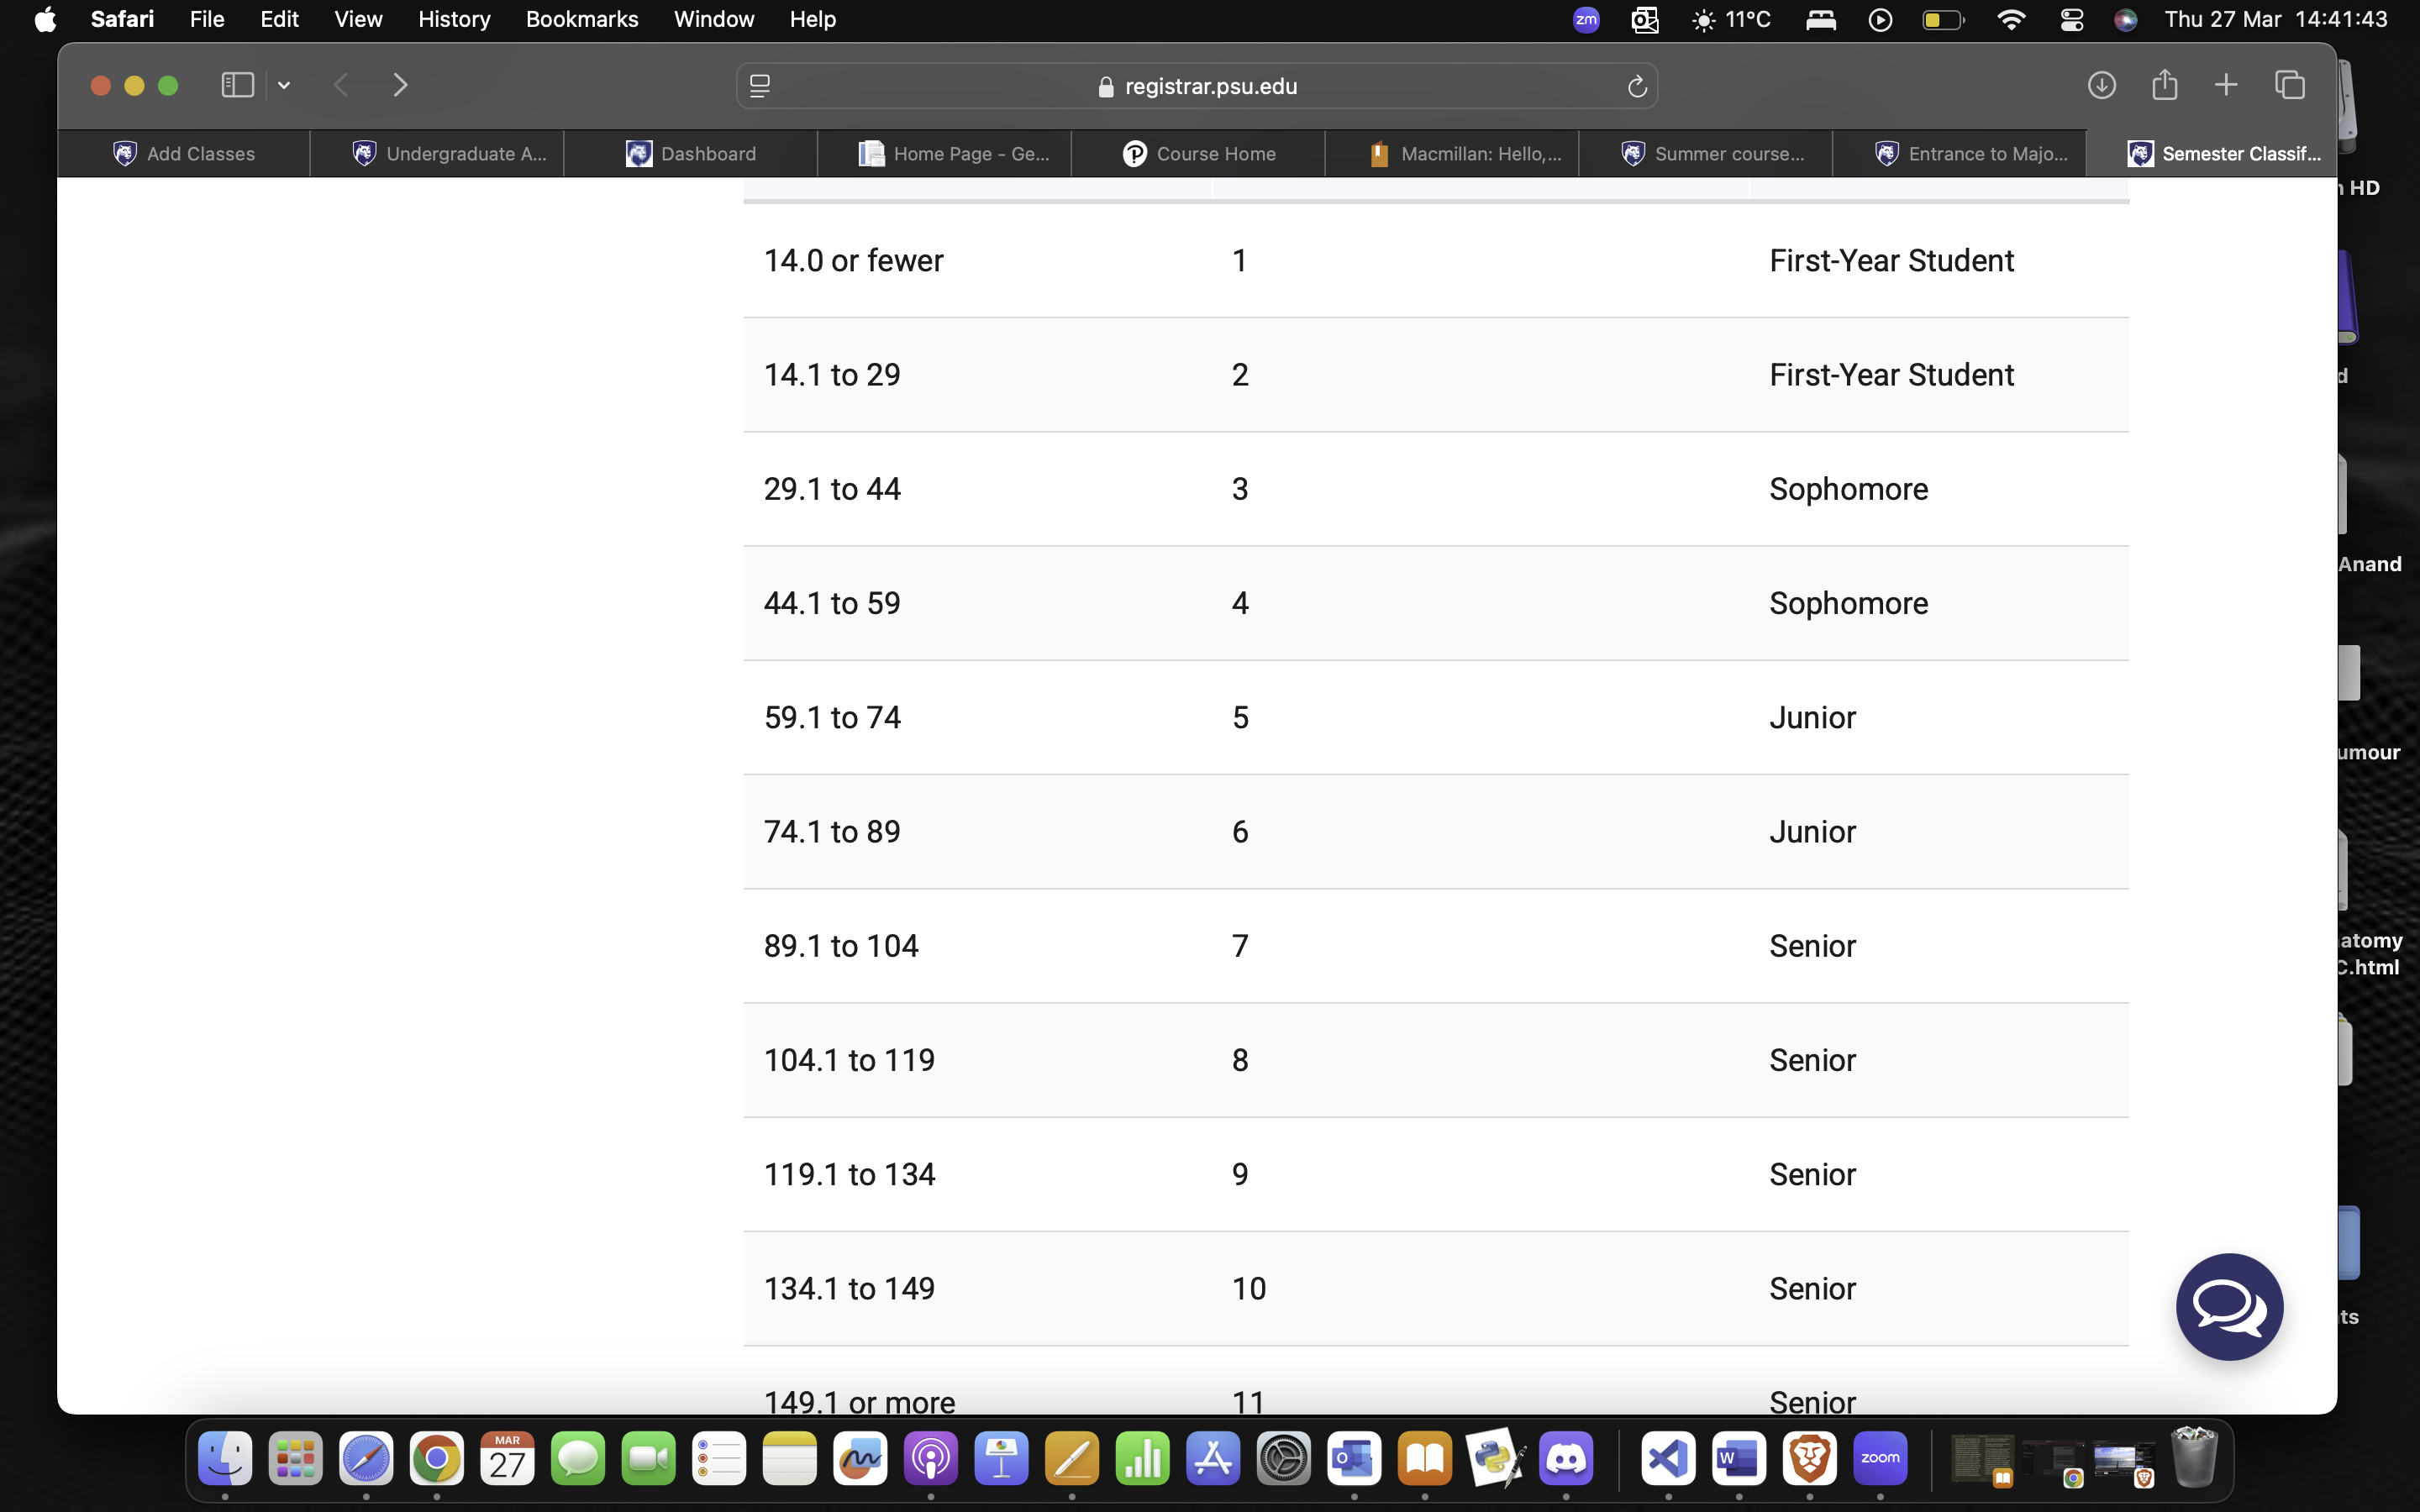 Safari File Edit View History Bookmarks Window Help zm 11°C Thu 27 Mar 14:41:43
registrar.psu.edu
Add Classes Undergraduate A... Dashboard Home Page - Ge... Course Home Macmillan: Hello,... Summer course... Entrance to Majo... Semester Classif...
HD
14.0 or fewer 1 First-Year Student
14.1 to 29 2 First-Year Student
d
29.1 to 44 3 Sophomore
Anand
44.1 to 59 4 Sophomore
59.1 to 74 5 Junior
umour
74.1 to 89 6 Junior
89.1 to 104 7 Senior
atomy
C.html
104.1 to 119 8 Senior
119.1 to 134 9 Senior
134.1 to 149 10 Senior
ts
149.1 or more 11 Senior
MAR
27
zoom